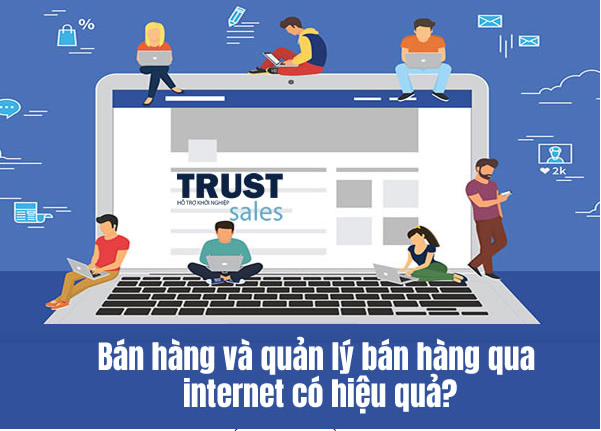 %
2k
TRUST
HỖ TRỢ KHỞI NGHIỆP
sales
Bán hàng và quản lý bán hàng qua
internet có hiệu quả?